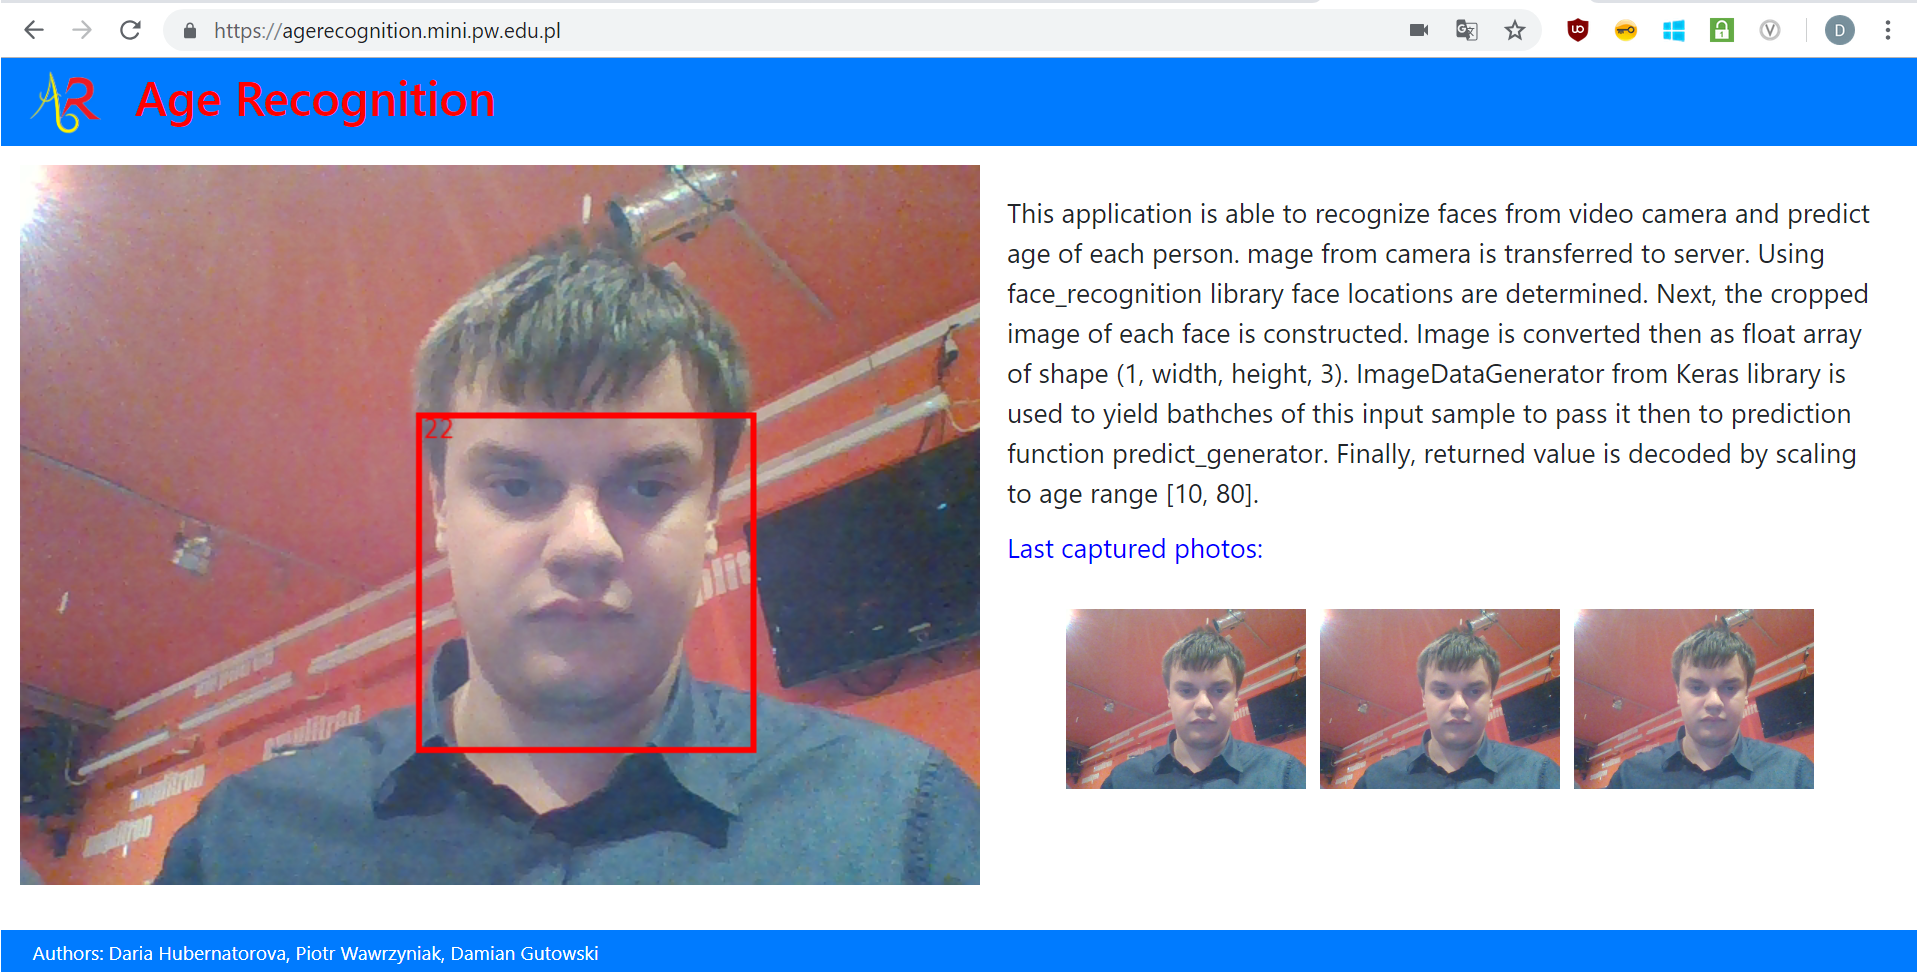 https://agerecognition.mini.pw.edu.pl
D
AR
Age Recognition
22
This application is able to recognize faces from video camera and predict
age of each person. mage from camera is transferred to server. Using
face_recognition library face locations are determined. Next, the cropped
image of each face is constructed. Image is converted then as float array
of shape (1, width, height, 3). ImageDataGenerator from Keras library is
used to yield bathches of this input sample to pass it then to prediction
function predict_generator. Finally, returned value is decoded by scaling
to age range [10, 80].
Last captured photos:
Authors: Daria Hubernatorova, Piotr Wawrzyniak, Damian Gutowski